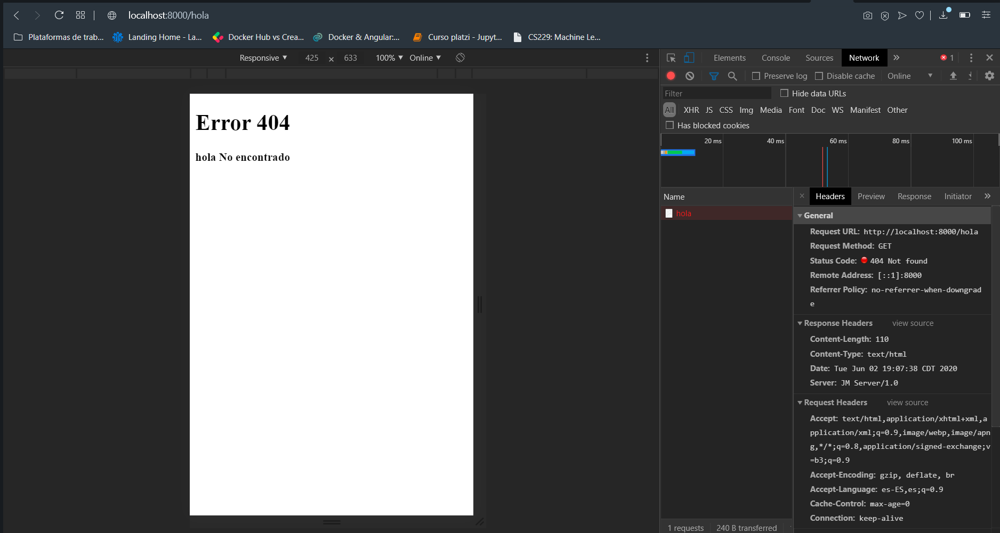 localhost:8000/hola
Plataformas de trab... Landing Home - La... Docker Hub vs Crea... Docker & Angular:... Curso platzi - Jupyt... CS229: Machine Le...
Responsive ▼ 425 x 633 100% ▼ Online ▼
Elements Console Sources Network » 1
Preserve log Disable cache Online ▼
Filter Hide data URLs
All XHR JS CSS Img Media Font Doc WS Manifest Other
Has blocked cookies
20 ms 40 ms 60 ms 80 ms 100 ms
Error 404
hola No encontrado
Name
hola
× Headers Preview Response Initiator »
General
Request URL: http://localhost:8000/hola
Request Method: GET
Status Code: 404 Not found
Remote Address: [::1]:8000
Referrer Policy: no-referrer-when-downgrad
e
Response Headers view source
Content-Length: 110
Content-Type: text/html
Date: Tue Jun 02 19:07:38 CDT 2020
Server: JM Server/1.0
Request Headers view source
Accept: text/html,application/xhtml+xml,a
pplication/xml;q=0.9,image/webp,image/apn
g,*/*;q=0.8,application/signed-exchange;v
=b3;q=0.9
Accept-Encoding: gzip, deflate, br
Accept-Language: es-ES,es;q=0.9
Cache-Control: max-age=0
Connection: keep-alive
1 requests 240 B transferred